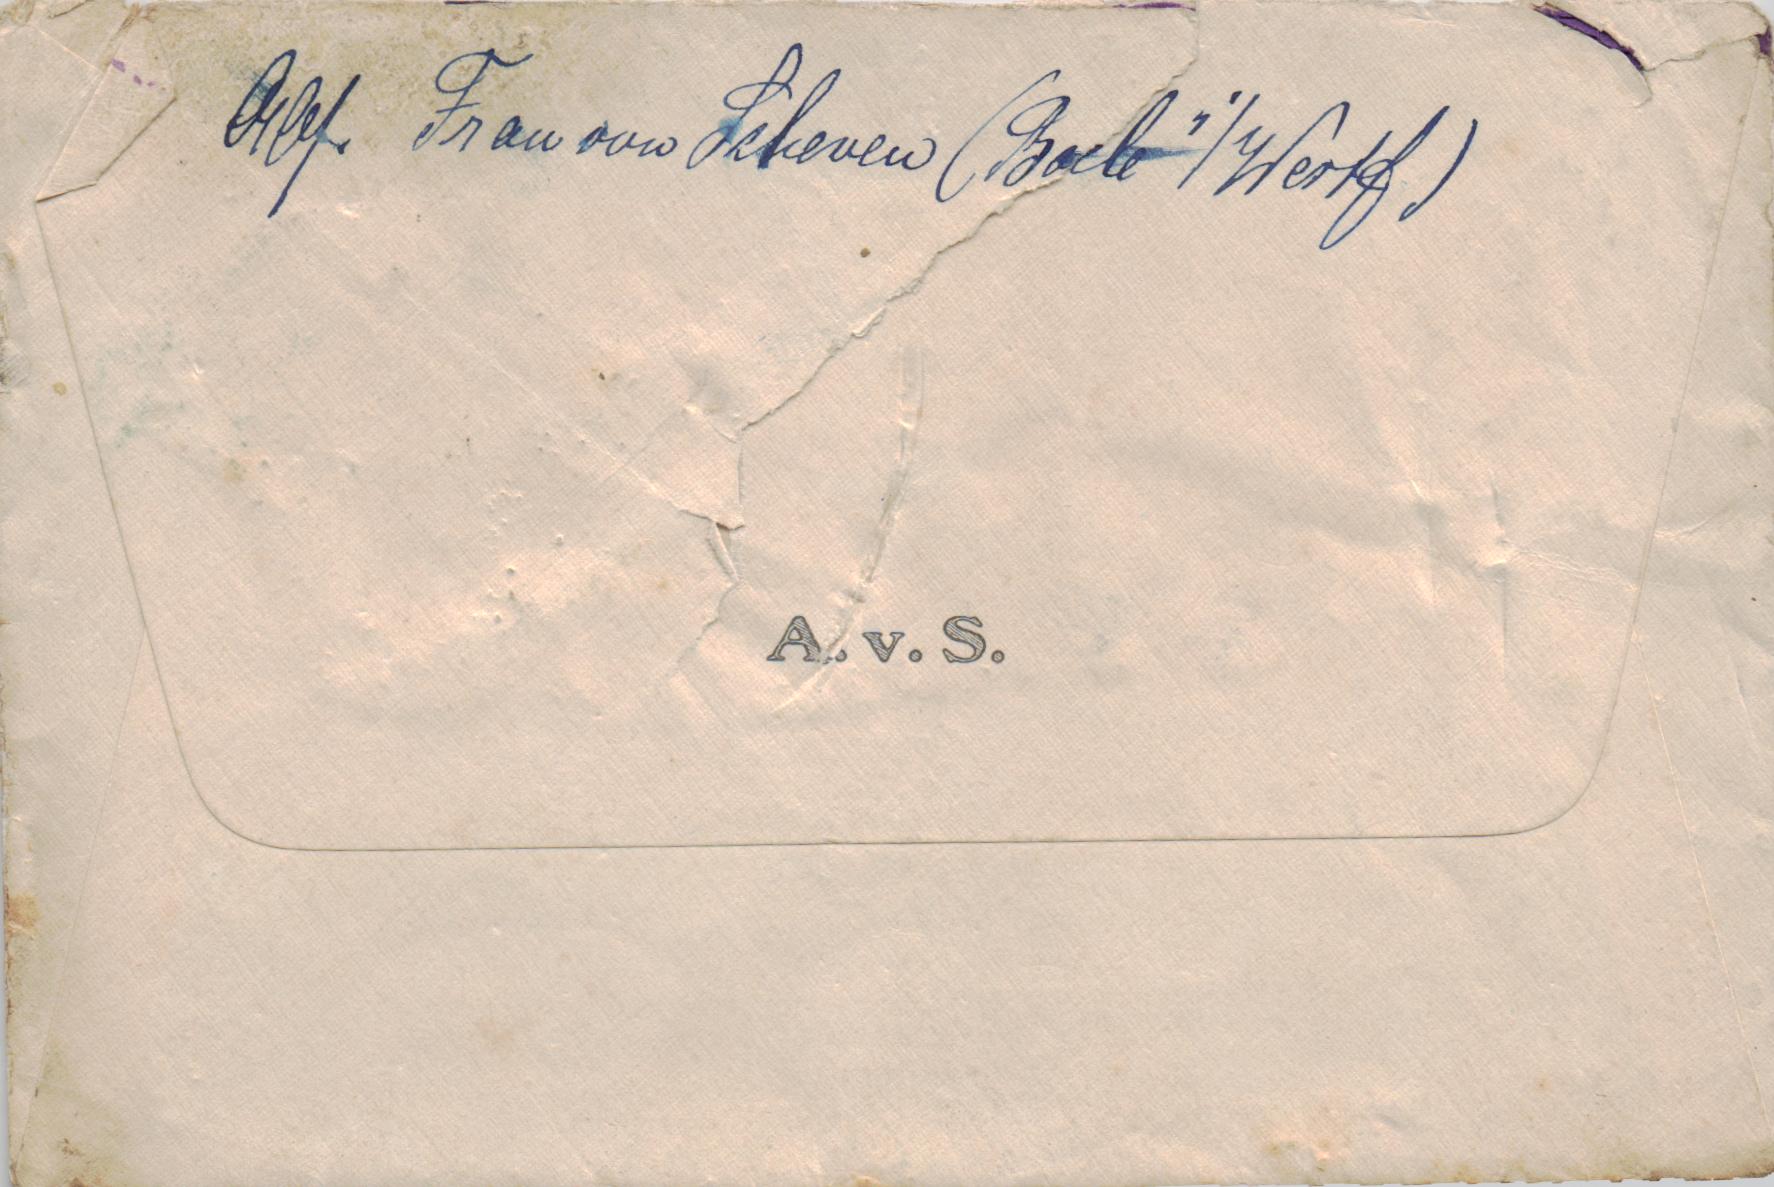 Abs. Frau von Scheven (Boele i/Westf.)
A. v. S.